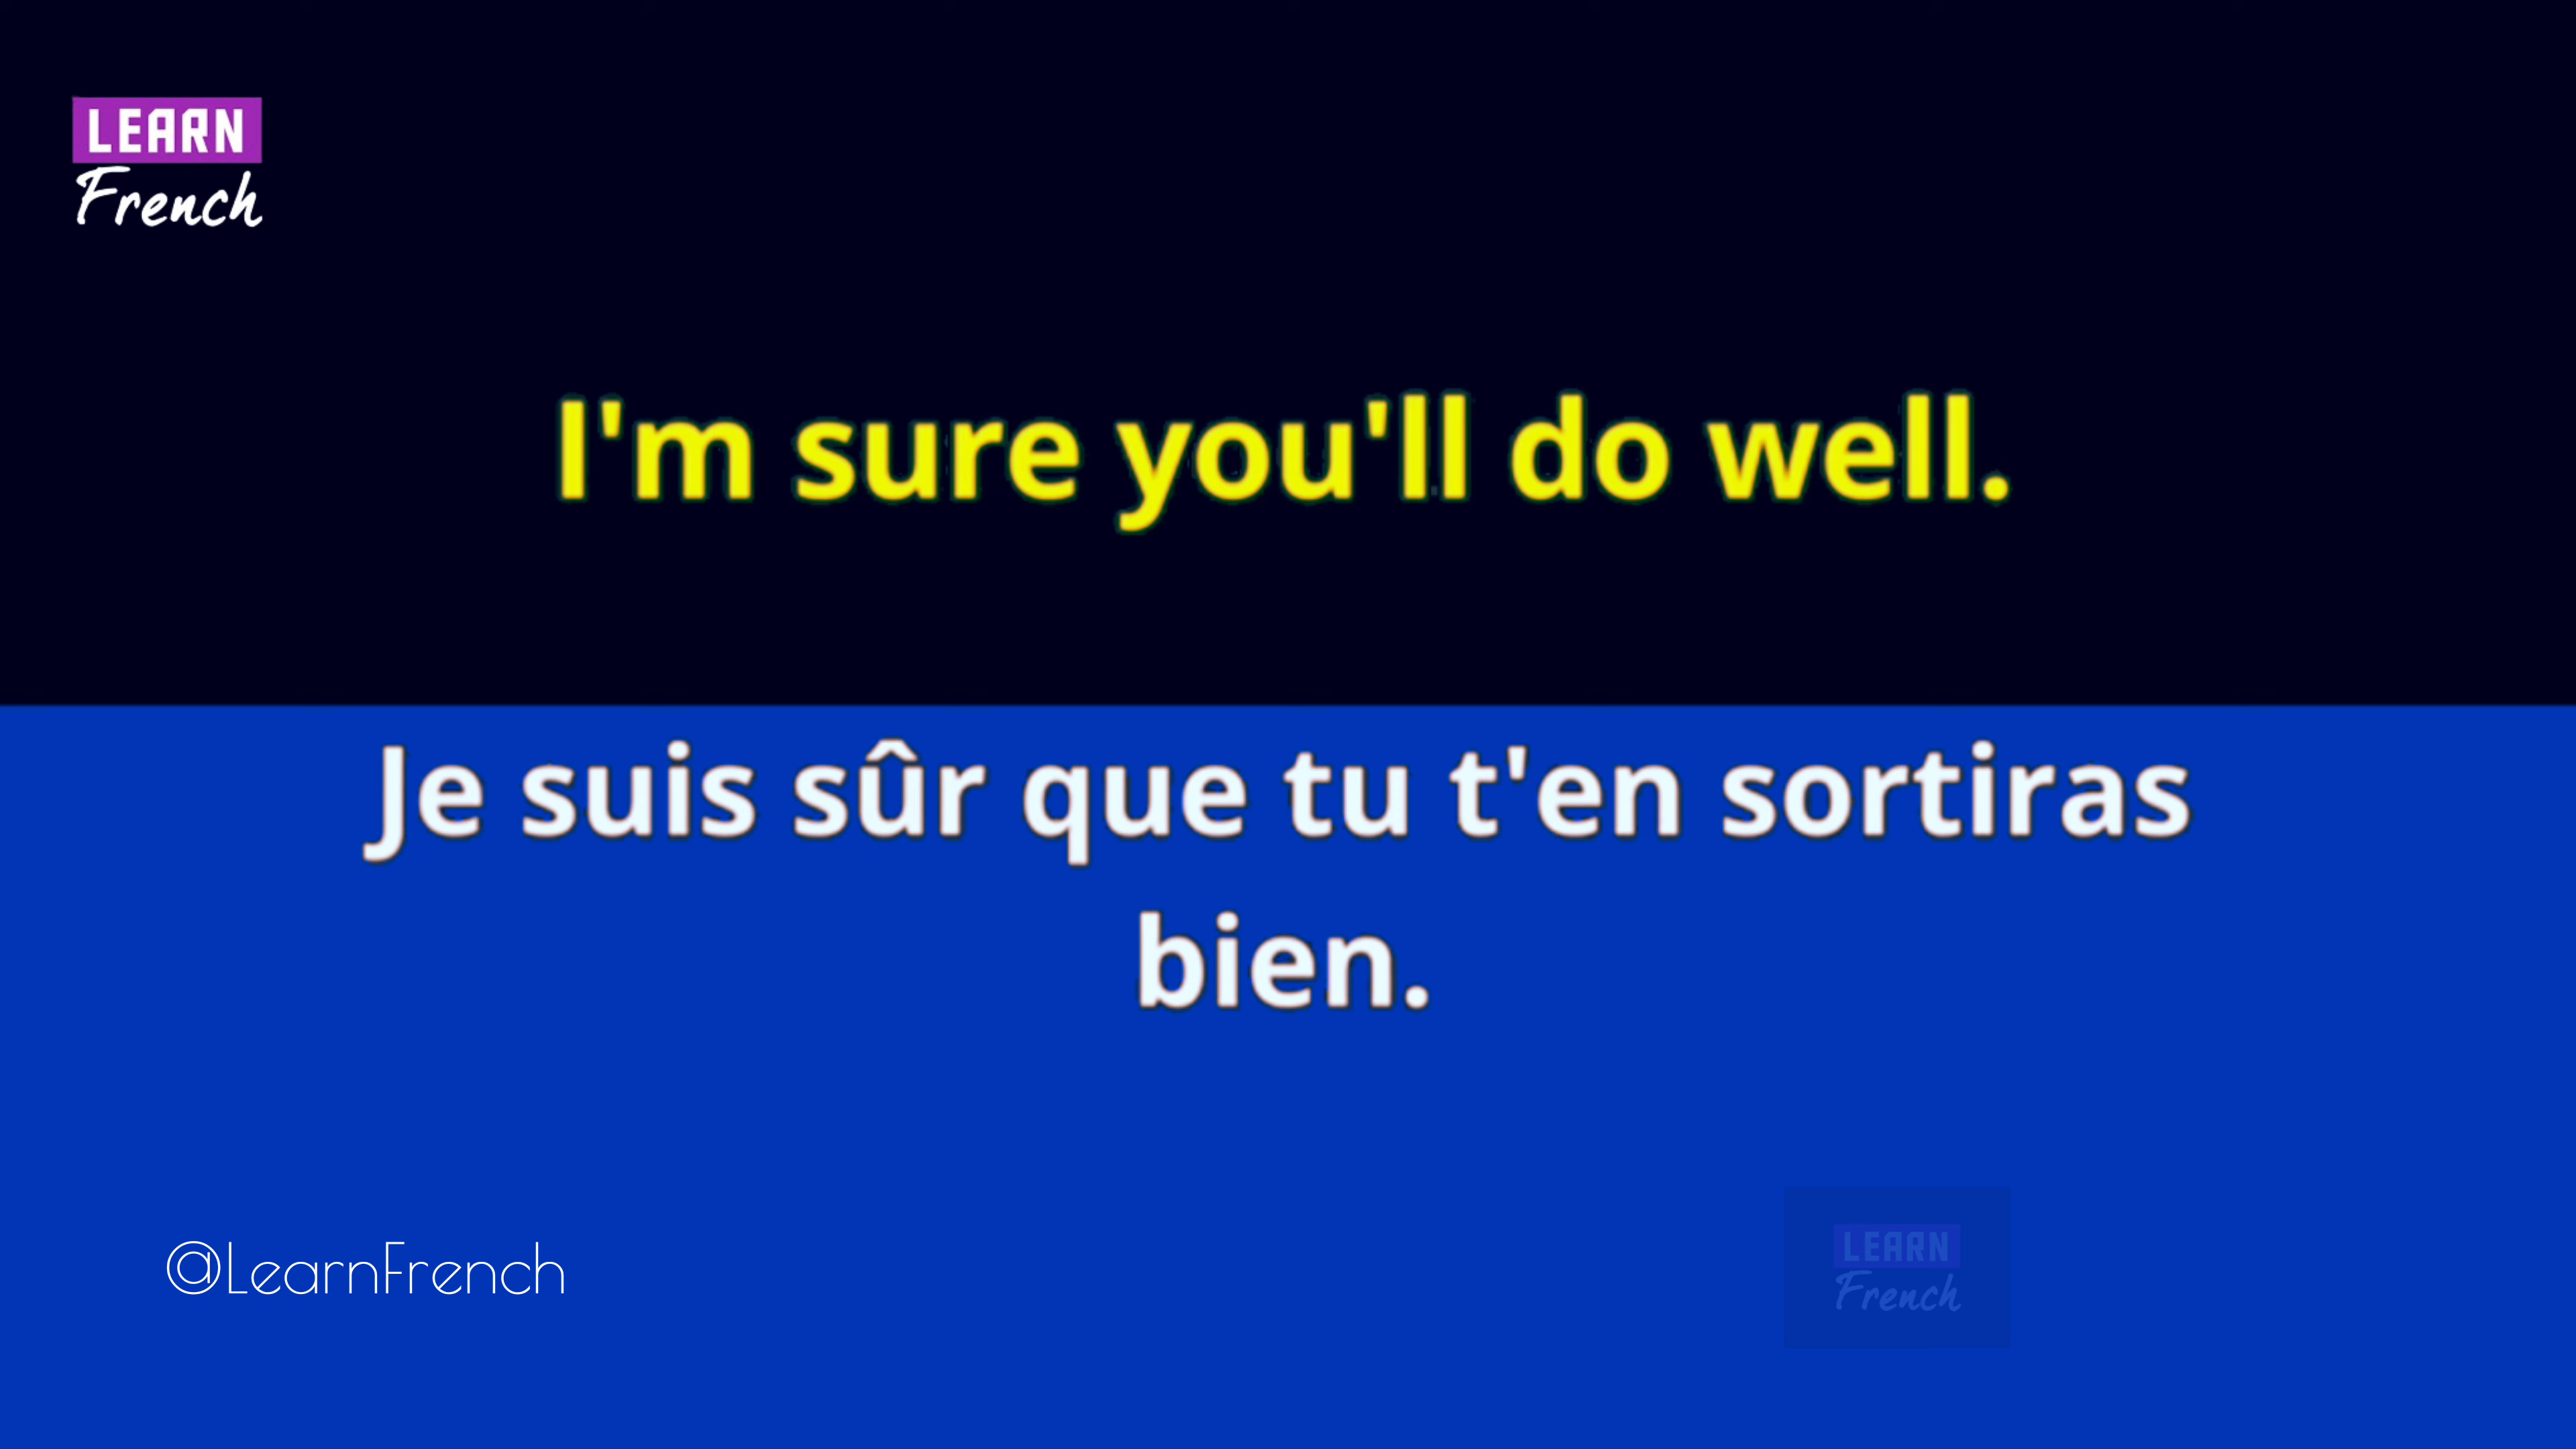 LEARN
French
I'm sure you'll do well.
Je suis sûr que tu t'en sortiras
bien.
@LearnFrench
LEARN
French